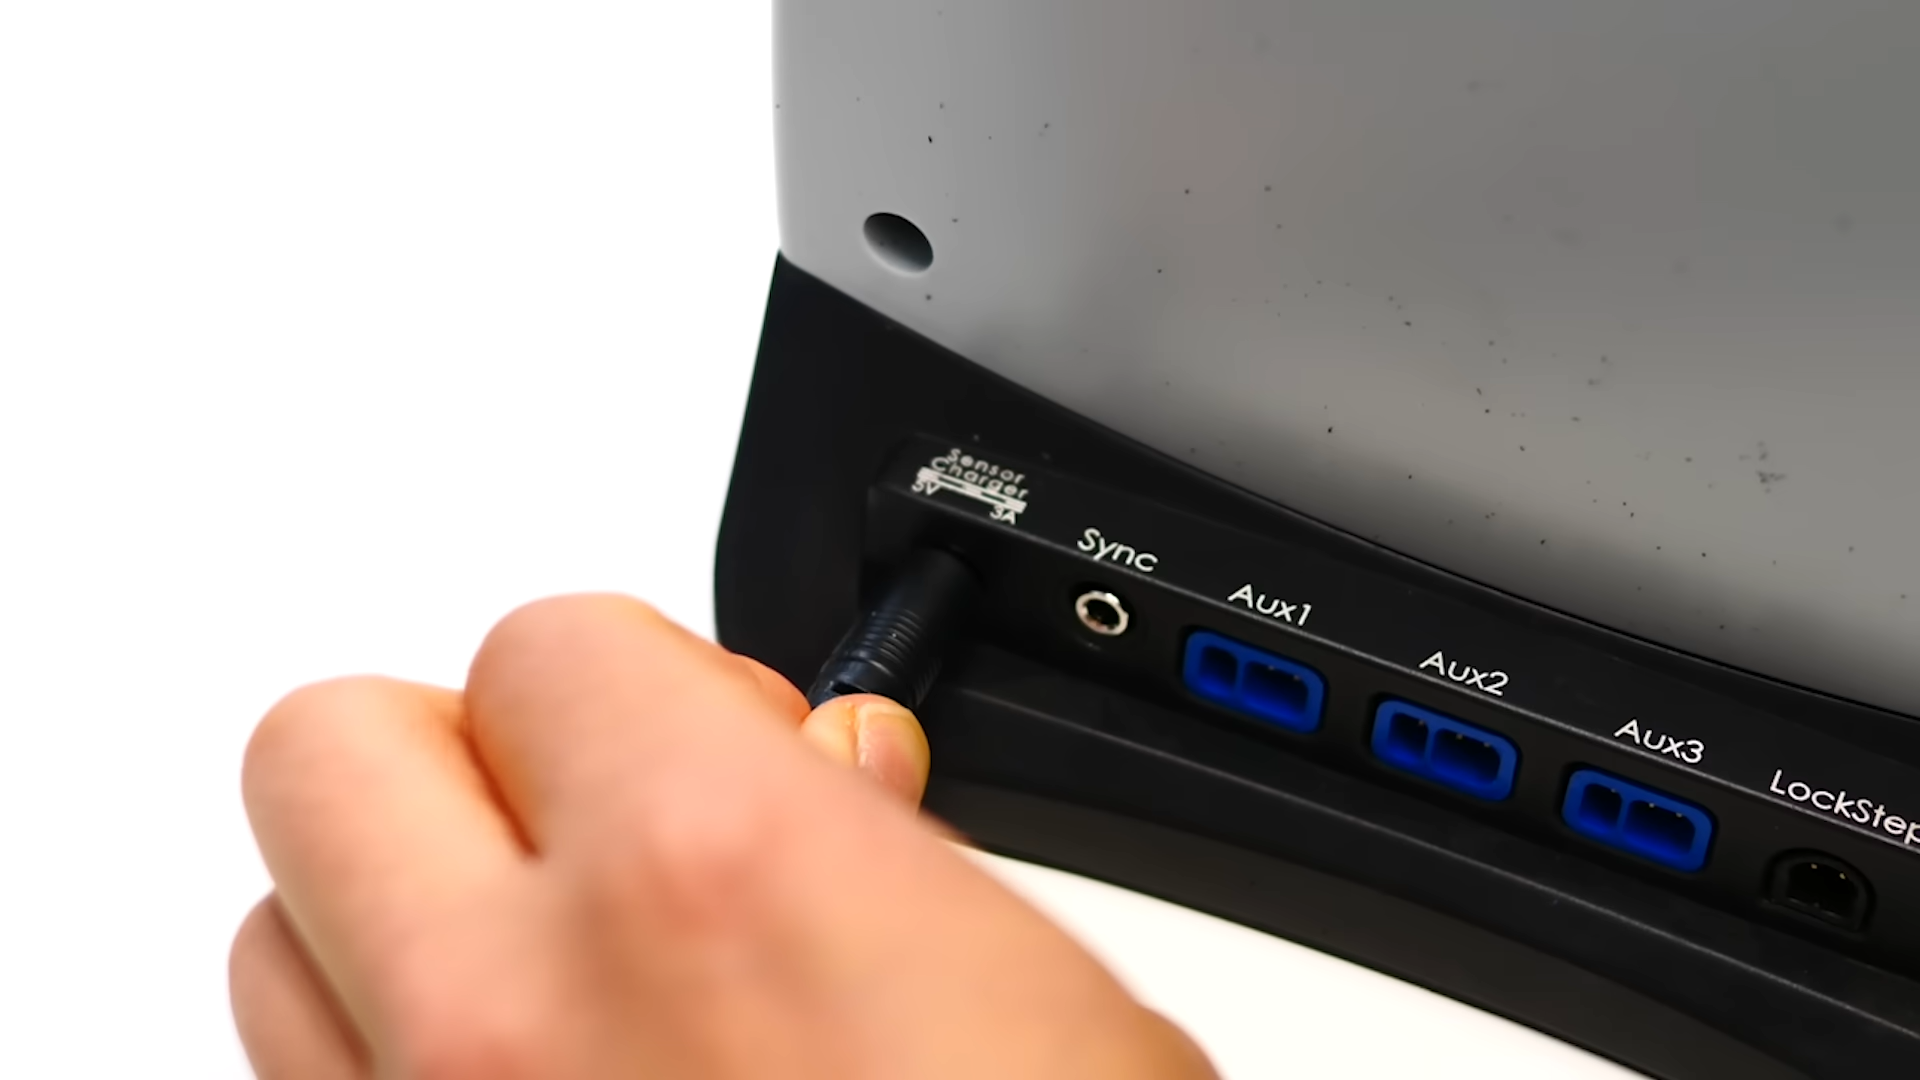 Sensor
Charger
5V
3A
Sync
Aux1
Aux2
Aux3
LockStep